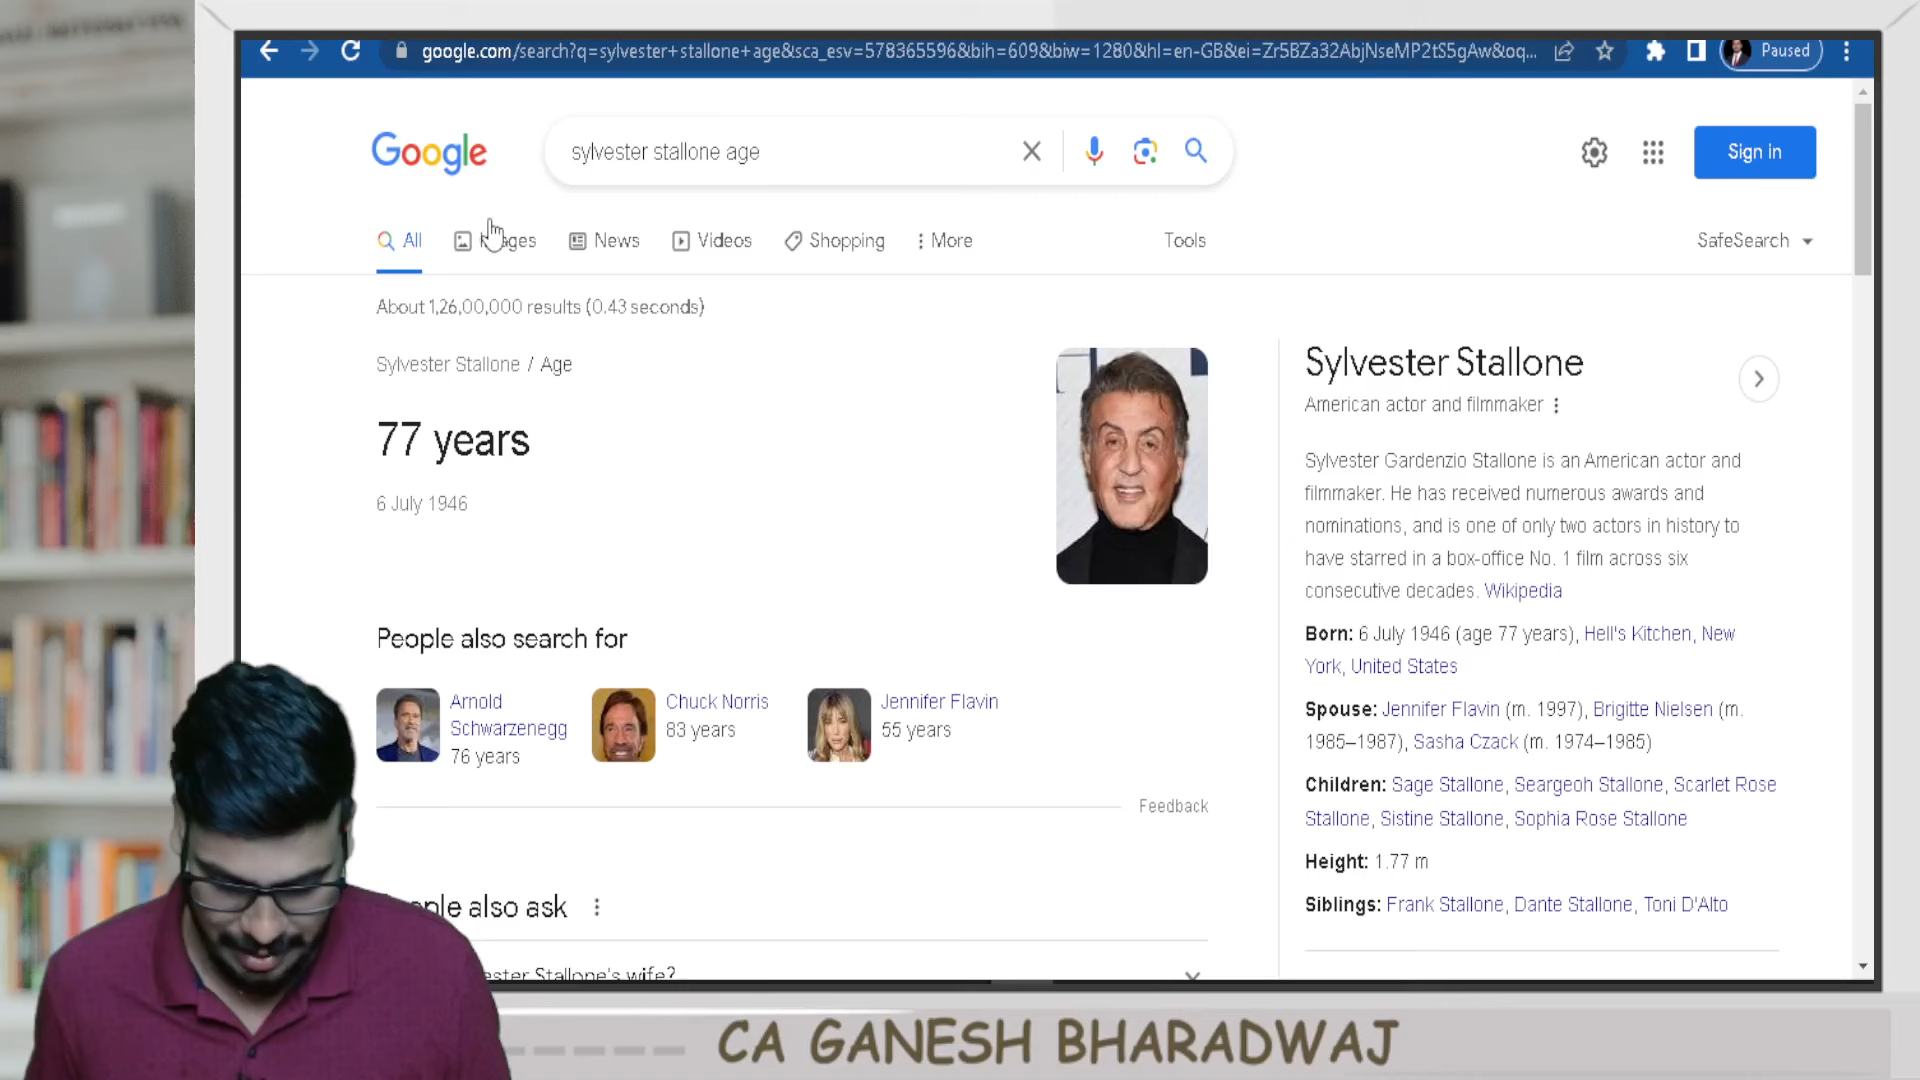 google.com/search?q=sylvester+stallone+age&sca_esv=578365596&bih=609&biw=1280&hl=en-GB&ei=Zr5BZa32AbjNseMP2tS5gAw&oq...
Paused
Google
sylvester stallone age
Sign in
All
News
Videos
Shopping
More
Tools
SafeSearch
About 1,26,00,000 results (0.43 seconds)
Sylvester Stallone / Age
77 years
6 July 1946
People also search for
Arnold
Schwarzenegg
76 years
Chuck Norris
83 years
Jennifer Flavin
55 years
Feedback
also ask
Stallone's wife?
Sylvester Stallone
American actor and filmmaker
Sylvester Gardenzio Stallone is an American actor and
filmmaker. He has received numerous awards and
nominations, and is one of only two actors in history to
have starred in a box-office No. 1 film across six
consecutive decades. Wikipedia
Born: 6 July 1946 (age 77 years), Hell's Kitchen, New
York, United States
Spouse: Jennifer Flavin (m. 1997), Brigitte Nielsen (m.
1985–1987), Sasha Czack (m. 1974–1985)
Children: Sage Stallone, Seargeoh Stallone, Scarlet Rose
Stallone, Sistine Stallone, Sophia Rose Stallone
Height: 1.77 m
Siblings: Frank Stallone, Dante Stallone, Toni D'Alto
CA GANESH BHARADWAJ